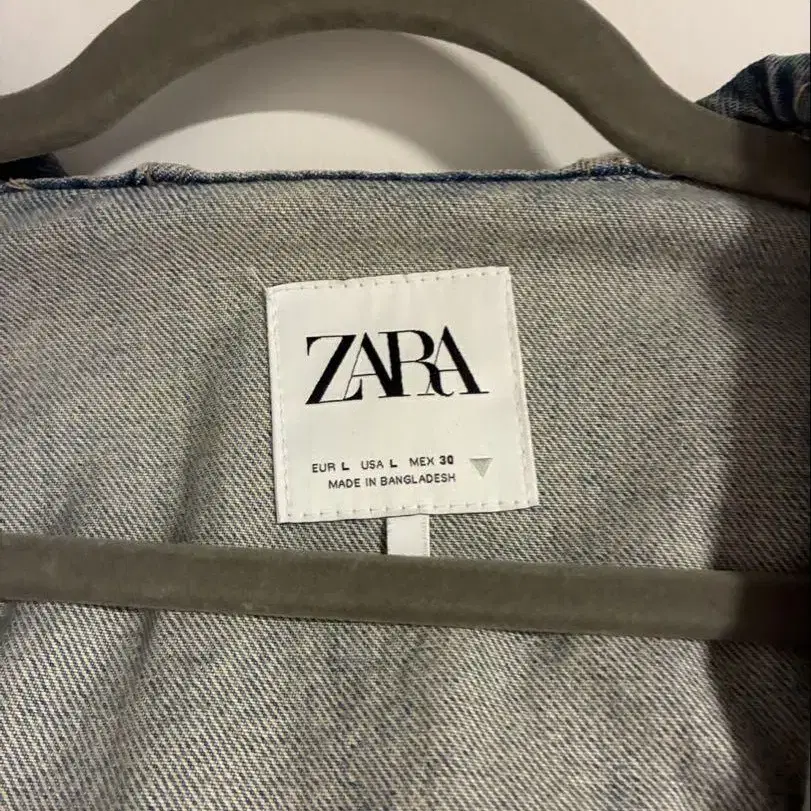 ZARA
EUR L USA L MEX 30
MADE IN BANGLADESH